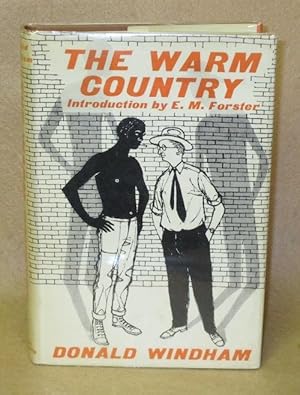 THE WARM
COUNTRY
Introduction by E. M. Forster
DONALD WINDHAM